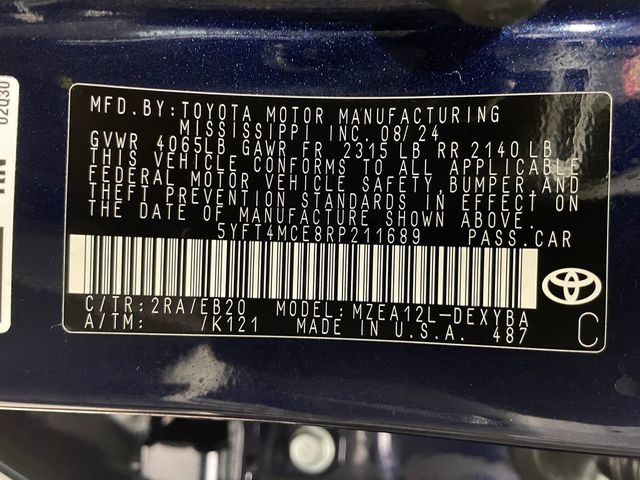 MFD.BY:TOYOTA MOTOR MANUFACTURING
MISSISSIPPI INC. 08/24
GVWR 4065LB GAWR FR 2315 LB RR 2140 LB
THIS VEHICLE CONFORMS TO ALL APPLICABLE
FEDERAL MOTOR VEHICLE SAFETY, BUMPER, AND
THEFT PREVENTION STANDARDS IN EFFECT ON
THE DATE OF MANUFACTURE SHOWN ABOVE.
5YFT4MCE8RP211689 PASS.CAR
C/TR:2RA/EB20 MODEL:MZEA12L-DEXYBA
A/TM: /K121 MADE IN U.S.A. 487
C